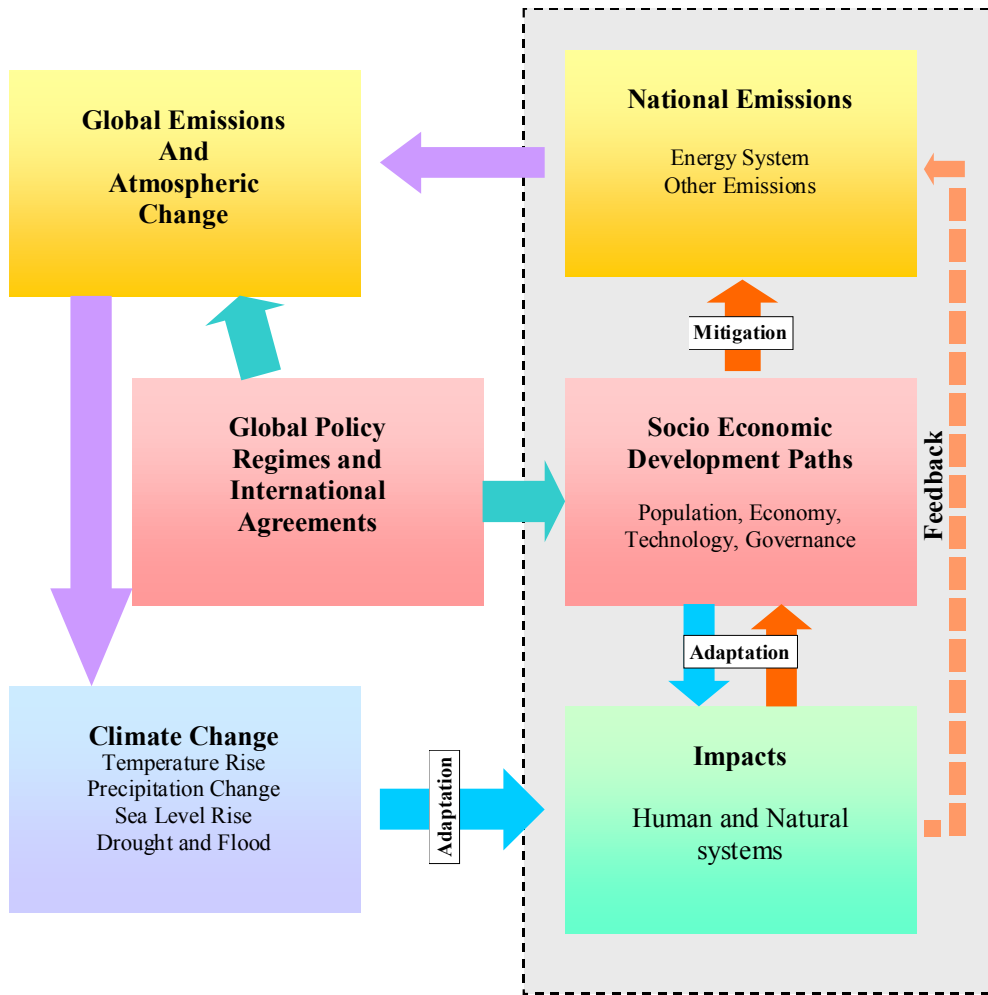 Global Emissions
And
Atmospheric
Change
National Emissions
Energy System
Other Emissions
Mitigation
Global Policy
Regimes and
International
Agreements
Socio Economic
Development Paths
Population, Economy,
Technology, Governance
Feedback
Adaptation
Climate Change
Temperature Rise
Precipitation Change
Sea Level Rise
Drought and Flood
Adaptation
Impacts
Human and Natural
systems